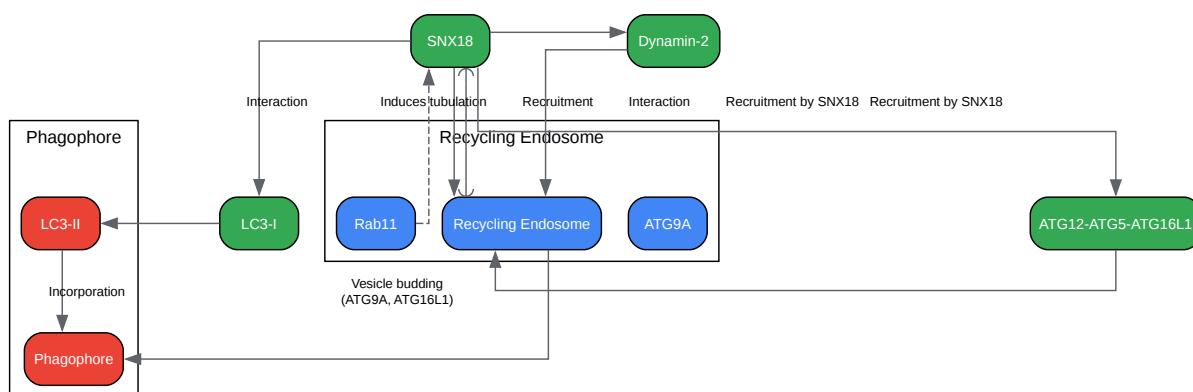 SNX18
Dynamin-2
Interaction
Induces tubulation
Recruitment
Interaction
Recruitment by SNX18
Recruitment by SNX18
Phagophore
Recycling Endosome
LC3-II
LC3-I
Rab11
Recycling Endosome
ATG9A
ATG12-ATG5-ATG16L1
Incorporation
Vesicle budding
(ATG9A, ATG16L1)
Phagophore